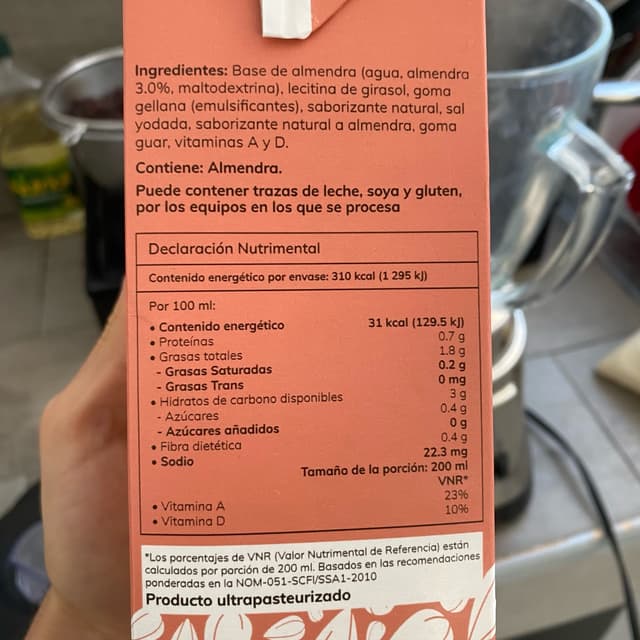 Ingredientes: Base de almendra (agua, almendra
3.0%, maltodextrina), lecitina de girasol, goma
gellana (emulsificantes), saborizante natural, sal
yodada, saborizante natural a almendra, goma
guar, vitaminas A y D.
Contiene: Almendra.
Puede contener trazas de leche, soya y gluten,
por los equipos en los que se procesa
Declaración Nutrimental
Contenido energético por envase: 310 kcal (1 295 kJ)
Por 100 ml:
• Contenido energético 31 kcal (129.5 kJ)
• Proteínas 0.7 g
• Grasas totales 1.8 g
- Grasas Saturadas 0.2 g
- Grasas Trans 0 mg
• Hidratos de carbono disponibles 3 g
- Azúcares 0.4 g
- Azúcares añadidos 0 g
• Fibra dietética 0.4 g
• Sodio 22.3 mg
Tamaño de la porción: 200 ml
VNR*
• Vitamina A 23%
• Vitamina D 10%
*Los porcentajes de VNR (Valor Nutrimental de Referencia) están
calculados por porción de 200 ml. Basados en las recomendaciones
ponderadas en la NOM-051-SCFI/SSA1-2010
Producto ultrapasteurizado